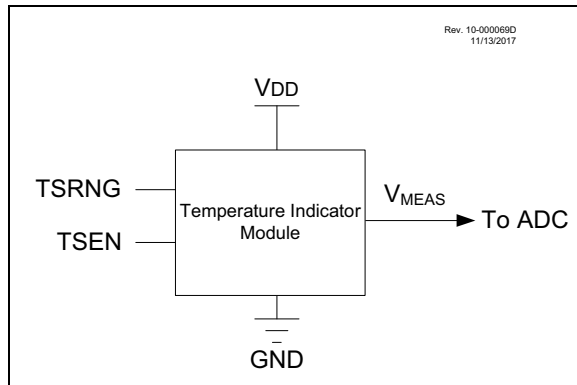 Rev. 10-000069D
11/13/2017
VDD
TSRNG
TSEN
Temperature Indicator
Module
VMEAS
To ADC
GND